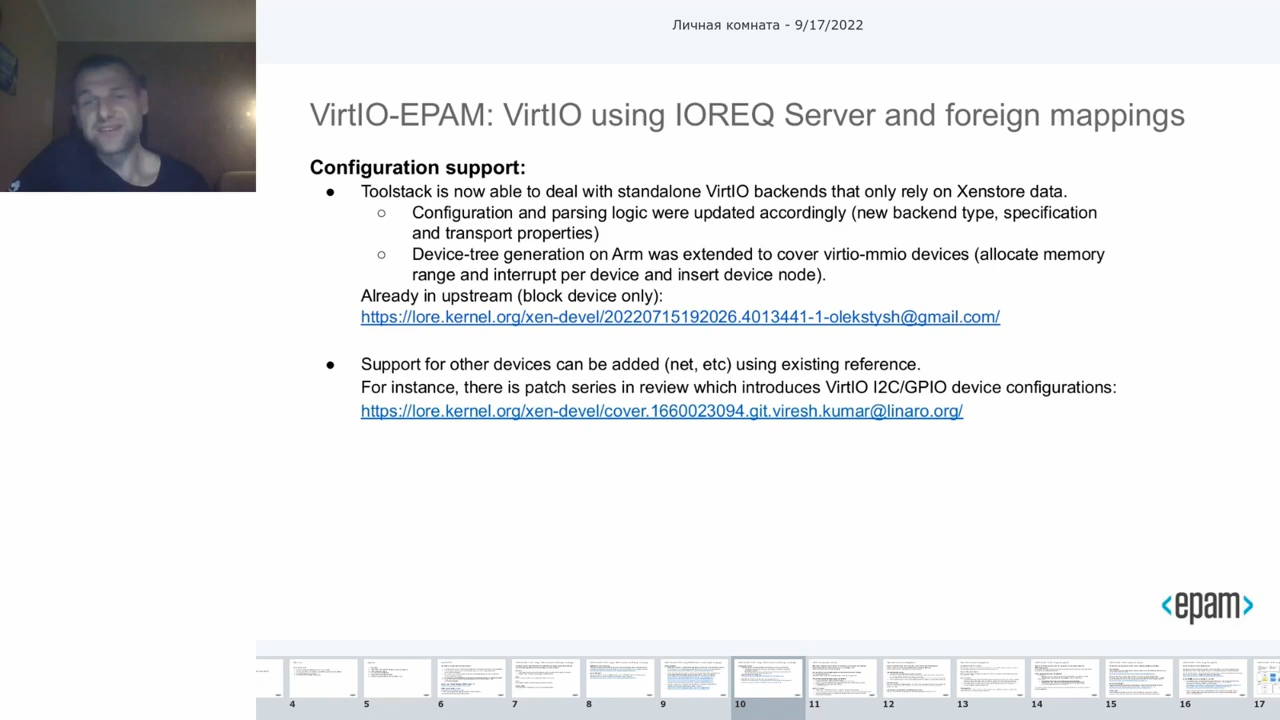 Личная комната - 9/17/2022
VirtIO-EPAM: VirtIO using IOREQ Server and foreign mappings
Configuration support:
● Toolstack is now able to deal with standalone VirtIO backends that only rely on Xenstore data.
○ Configuration and parsing logic were updated accordingly (new backend type, specification
and transport properties)
○ Device-tree generation on Arm was extended to cover virtio-mmio devices (allocate memory
range and interrupt per device and insert device node).
Already in upstream (block device only):
https://lore.kernel.org/xen-devel/20220715192026.4013441-1-olekstysh@gmail.com/
● Support for other devices can be added (net, etc) using existing reference.
For instance, there is patch series in review which introduces VirtIO I2C/GPIO device configurations:
https://lore.kernel.org/xen-devel/cover.1660023094.git.viresh.kumar@linaro.org/
<epam>
4 5 6 7 8 9 10 11 12 13 14 15 16 17